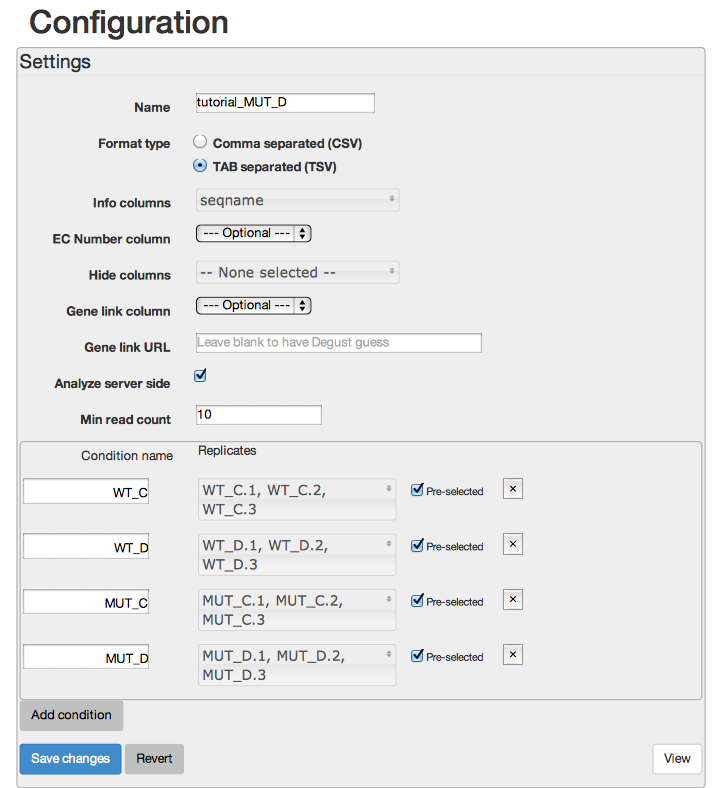 Configuration
Settings
Name tutorial_MUT_D
Format type Comma separated (CSV)
TAB separated (TSV)
Info columns seqname
EC Number column --- Optional ---
Hide columns -- None selected --
Gene link column --- Optional ---
Gene link URL Leave blank to have Degust guess
Analyze server side
Min read count 10
Condition name Replicates
WT_C WT_C.1, WT_C.2, Pre-selected ×
WT_C.3
WT_D WT_D.1, WT_D.2, Pre-selected ×
WT_D.3
MUT_C MUT_C.1, MUT_C.2, Pre-selected ×
MUT_C.3
MUT_D MUT_D.1, MUT_D.2, Pre-selected ×
MUT_D.3
Add condition
Save changes Revert View